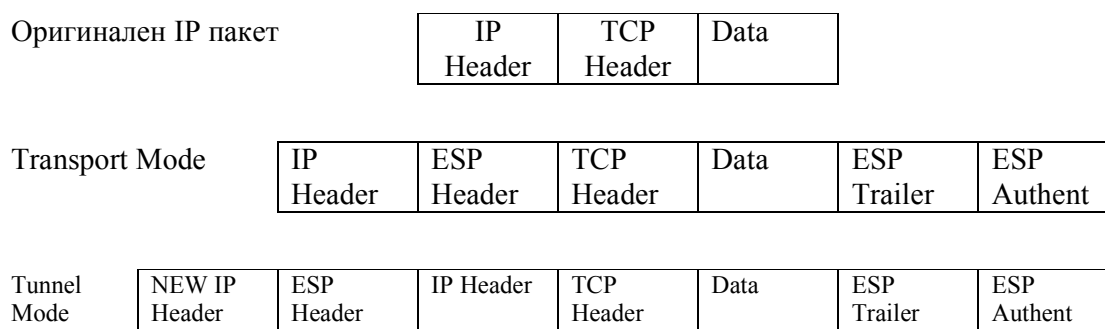 Оригинален IP пакет IP TCP Data
Header Header
Transport Mode IP ESP TCP Data ESP ESP
Header Header Header Trailer Authent
Tunnel NEW IP ESP IP Header TCP Data ESP ESP
Mode Header Header Header Trailer Authent